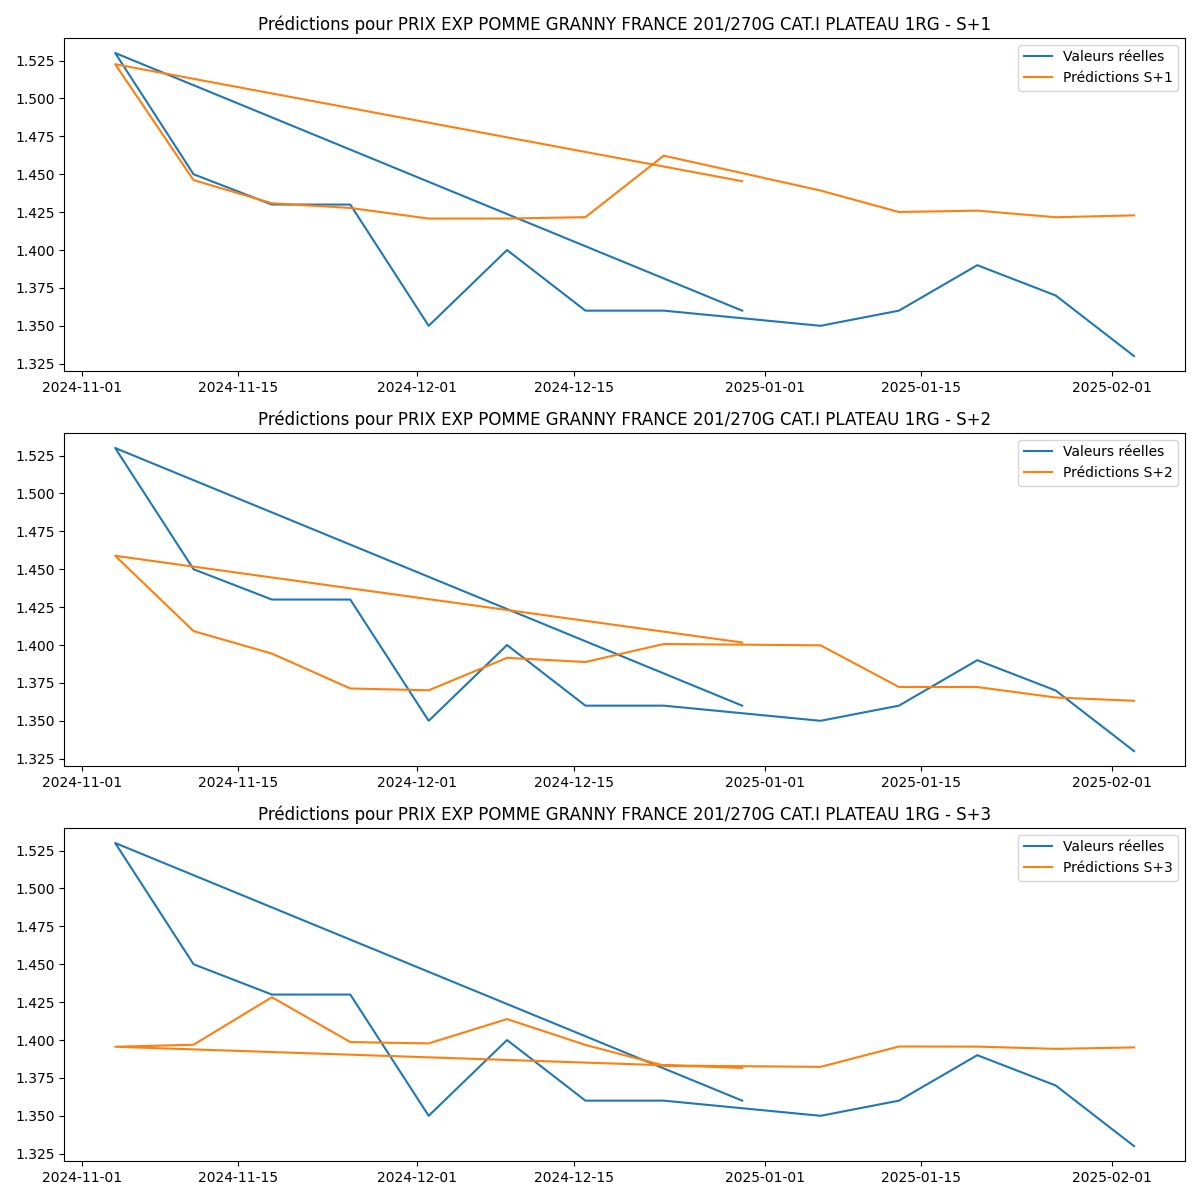 Prédictions pour PRIX EXP POMME GRANNY FRANCE 201/270G CAT.I PLATEAU 1RG - S+1
Valeurs réelles
Prédictions S+1
1.525
1.500
1.475
1.450
1.425
1.400
1.375
1.350
1.325
2024-11-01 2024-11-15 2024-12-01 2024-12-15 2025-01-01 2025-01-15 2025-02-01
Prédictions pour PRIX EXP POMME GRANNY FRANCE 201/270G CAT.I PLATEAU 1RG - S+2
Valeurs réelles
Prédictions S+2
1.525
1.500
1.475
1.450
1.425
1.400
1.375
1.350
1.325
2024-11-01 2024-11-15 2024-12-01 2024-12-15 2025-01-01 2025-01-15 2025-02-01
Prédictions pour PRIX EXP POMME GRANNY FRANCE 201/270G CAT.I PLATEAU 1RG - S+3
Valeurs réelles
Prédictions S+3
1.525
1.500
1.475
1.450
1.425
1.400
1.375
1.350
1.325
2024-11-01 2024-11-15 2024-12-01 2024-12-15 2025-01-01 2025-01-15 2025-02-01